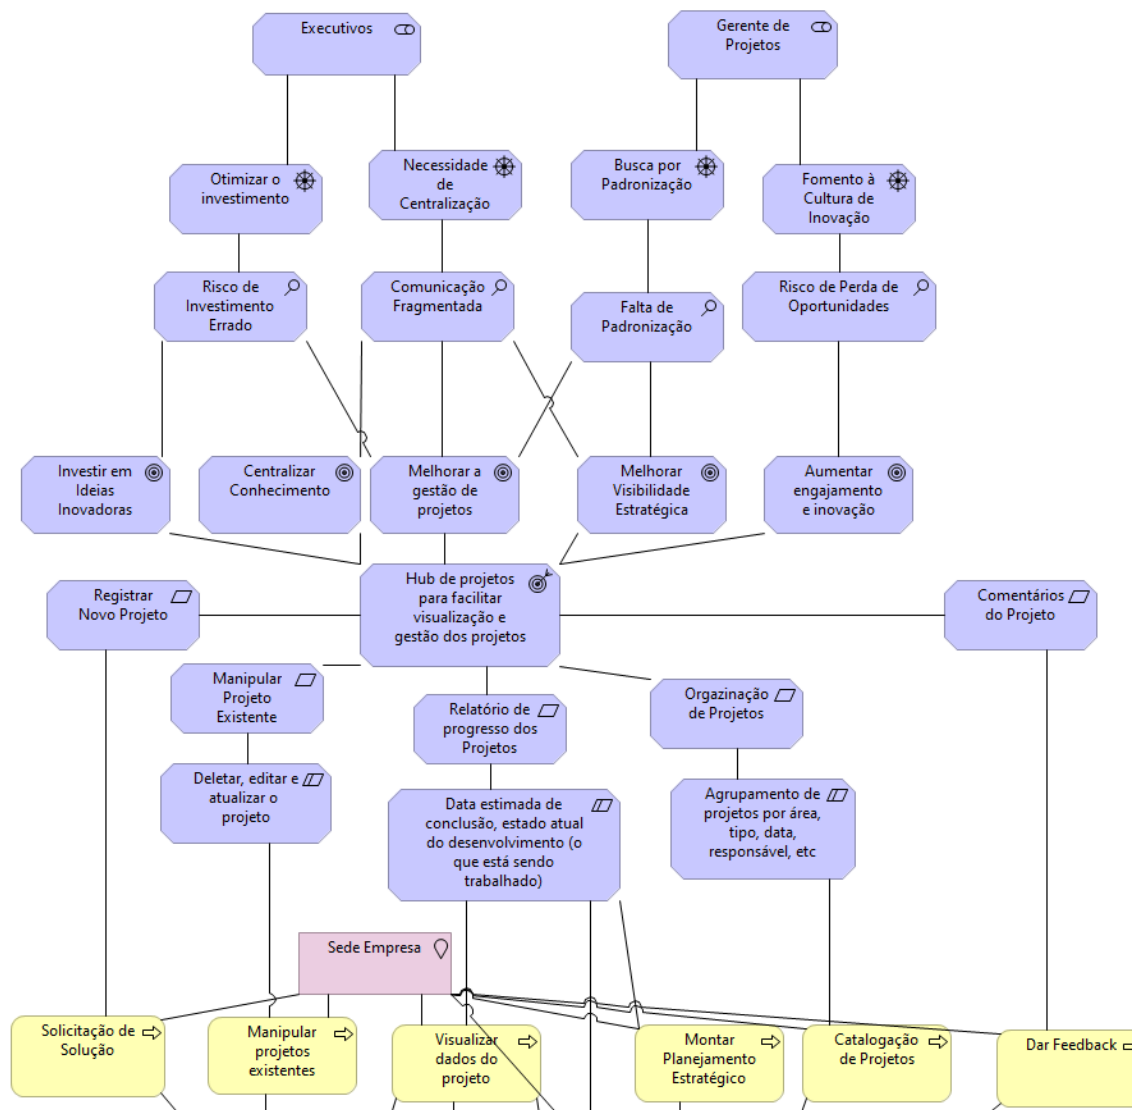 Executivos
Gerente de
Projetos
Otimizar o
investimento
Necessidade
de
Centralização
Busca por
Padronização
Fomento à
Cultura de
Inovação
Risco de
Investimento
Errado
Comunicação
Fragmentada
Falta de
Padronização
Risco de Perda de
Oportunidades
Investir em
Ideias
Inovadoras
Centralizar
Conhecimento
Melhorar a
gestão de
projetos
Melhorar
Visibilidade
Estratégica
Aumentar
engajamento
e inovação
Hub de projetos
para facilitar
visualização e
gestão dos projetos
Registrar
Novo Projeto
Comentários
do Projeto
Manipular
Projeto
Existente
Relatório de
progresso dos
Projetos
Orgazinação
de Projetos
Deletar, editar e
atualizar o
projeto
Data estimada de
conclusão, estado atual
do desenvolvimento (o
que está sendo
trabalhado)
Agrupamento de
projetos por área,
tipo, data,
responsável, etc
Sede Empresa
Solicitação de
Solução
Manipular
projetos
existentes
Visualizar
dados do
projeto
Montar
Planejamento
Estratégico
Catalogação
de Projetos
Dar Feedback